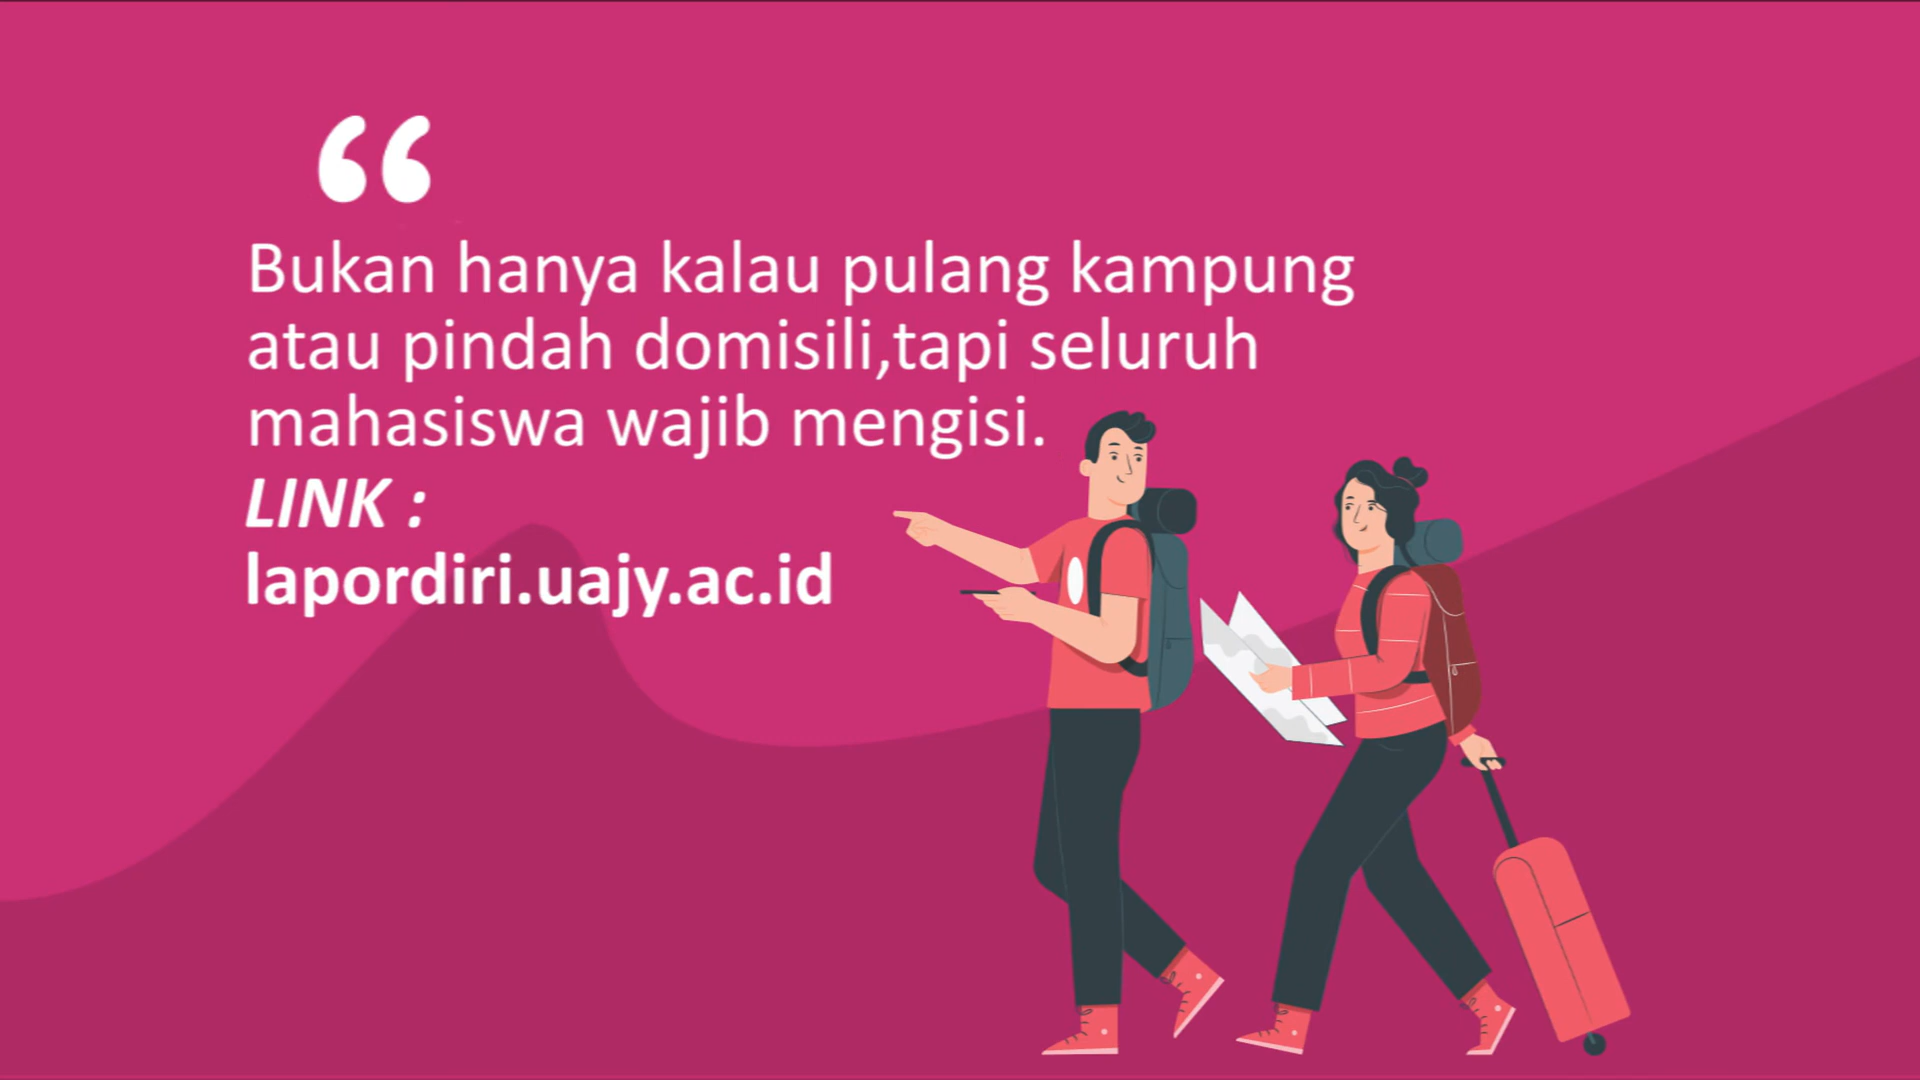 “
Bukan hanya kalau pulang kampung
atau pindah domisili,tapi seluruh
mahasiswa wajib mengisi.
LINK :
lapordiri.uajy.ac.id